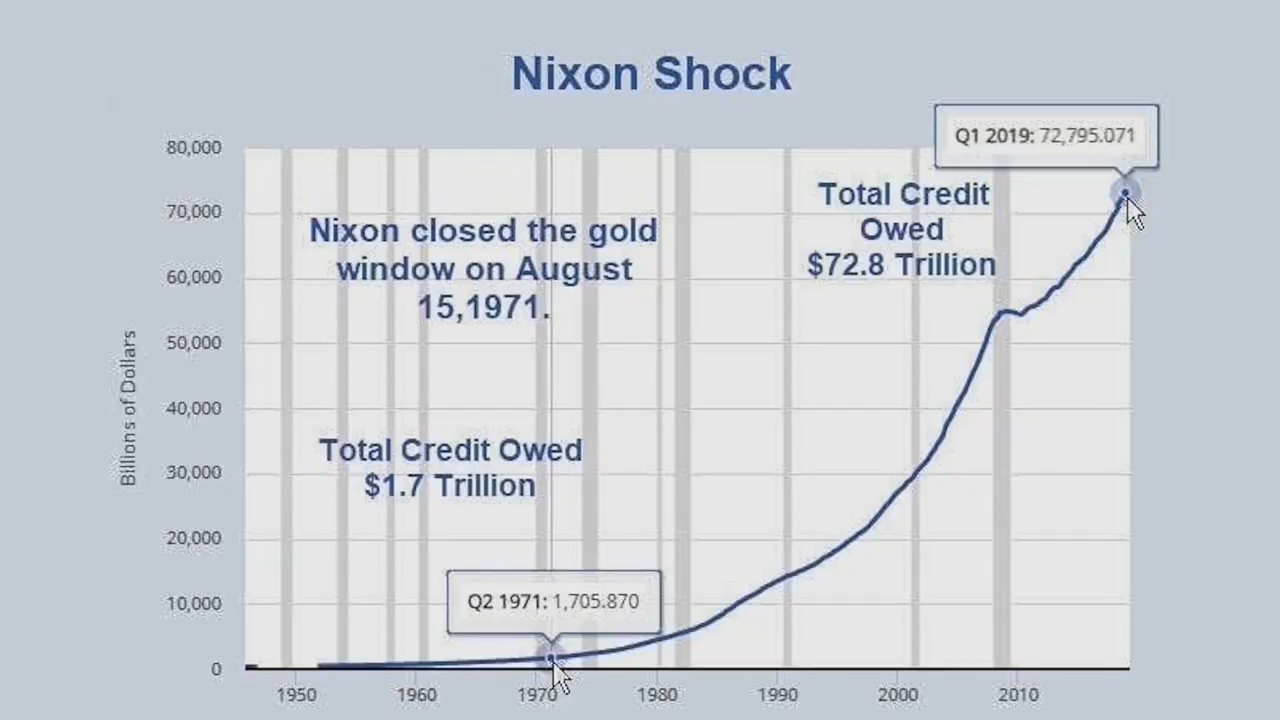 Nixon Shock
Q1 2019: 72,795.071
80,000
70,000
60,000
50,000
40,000
30,000
20,000
10,000
0
Billions of Dollars
Nixon closed the gold
window on August
15,1971.
Total Credit
Owed
$72.8 Trillion
Total Credit Owed
$1.7 Trillion
Q2 1971: 1,705.870
1950
1960
1970
1980
1990
2000
2010